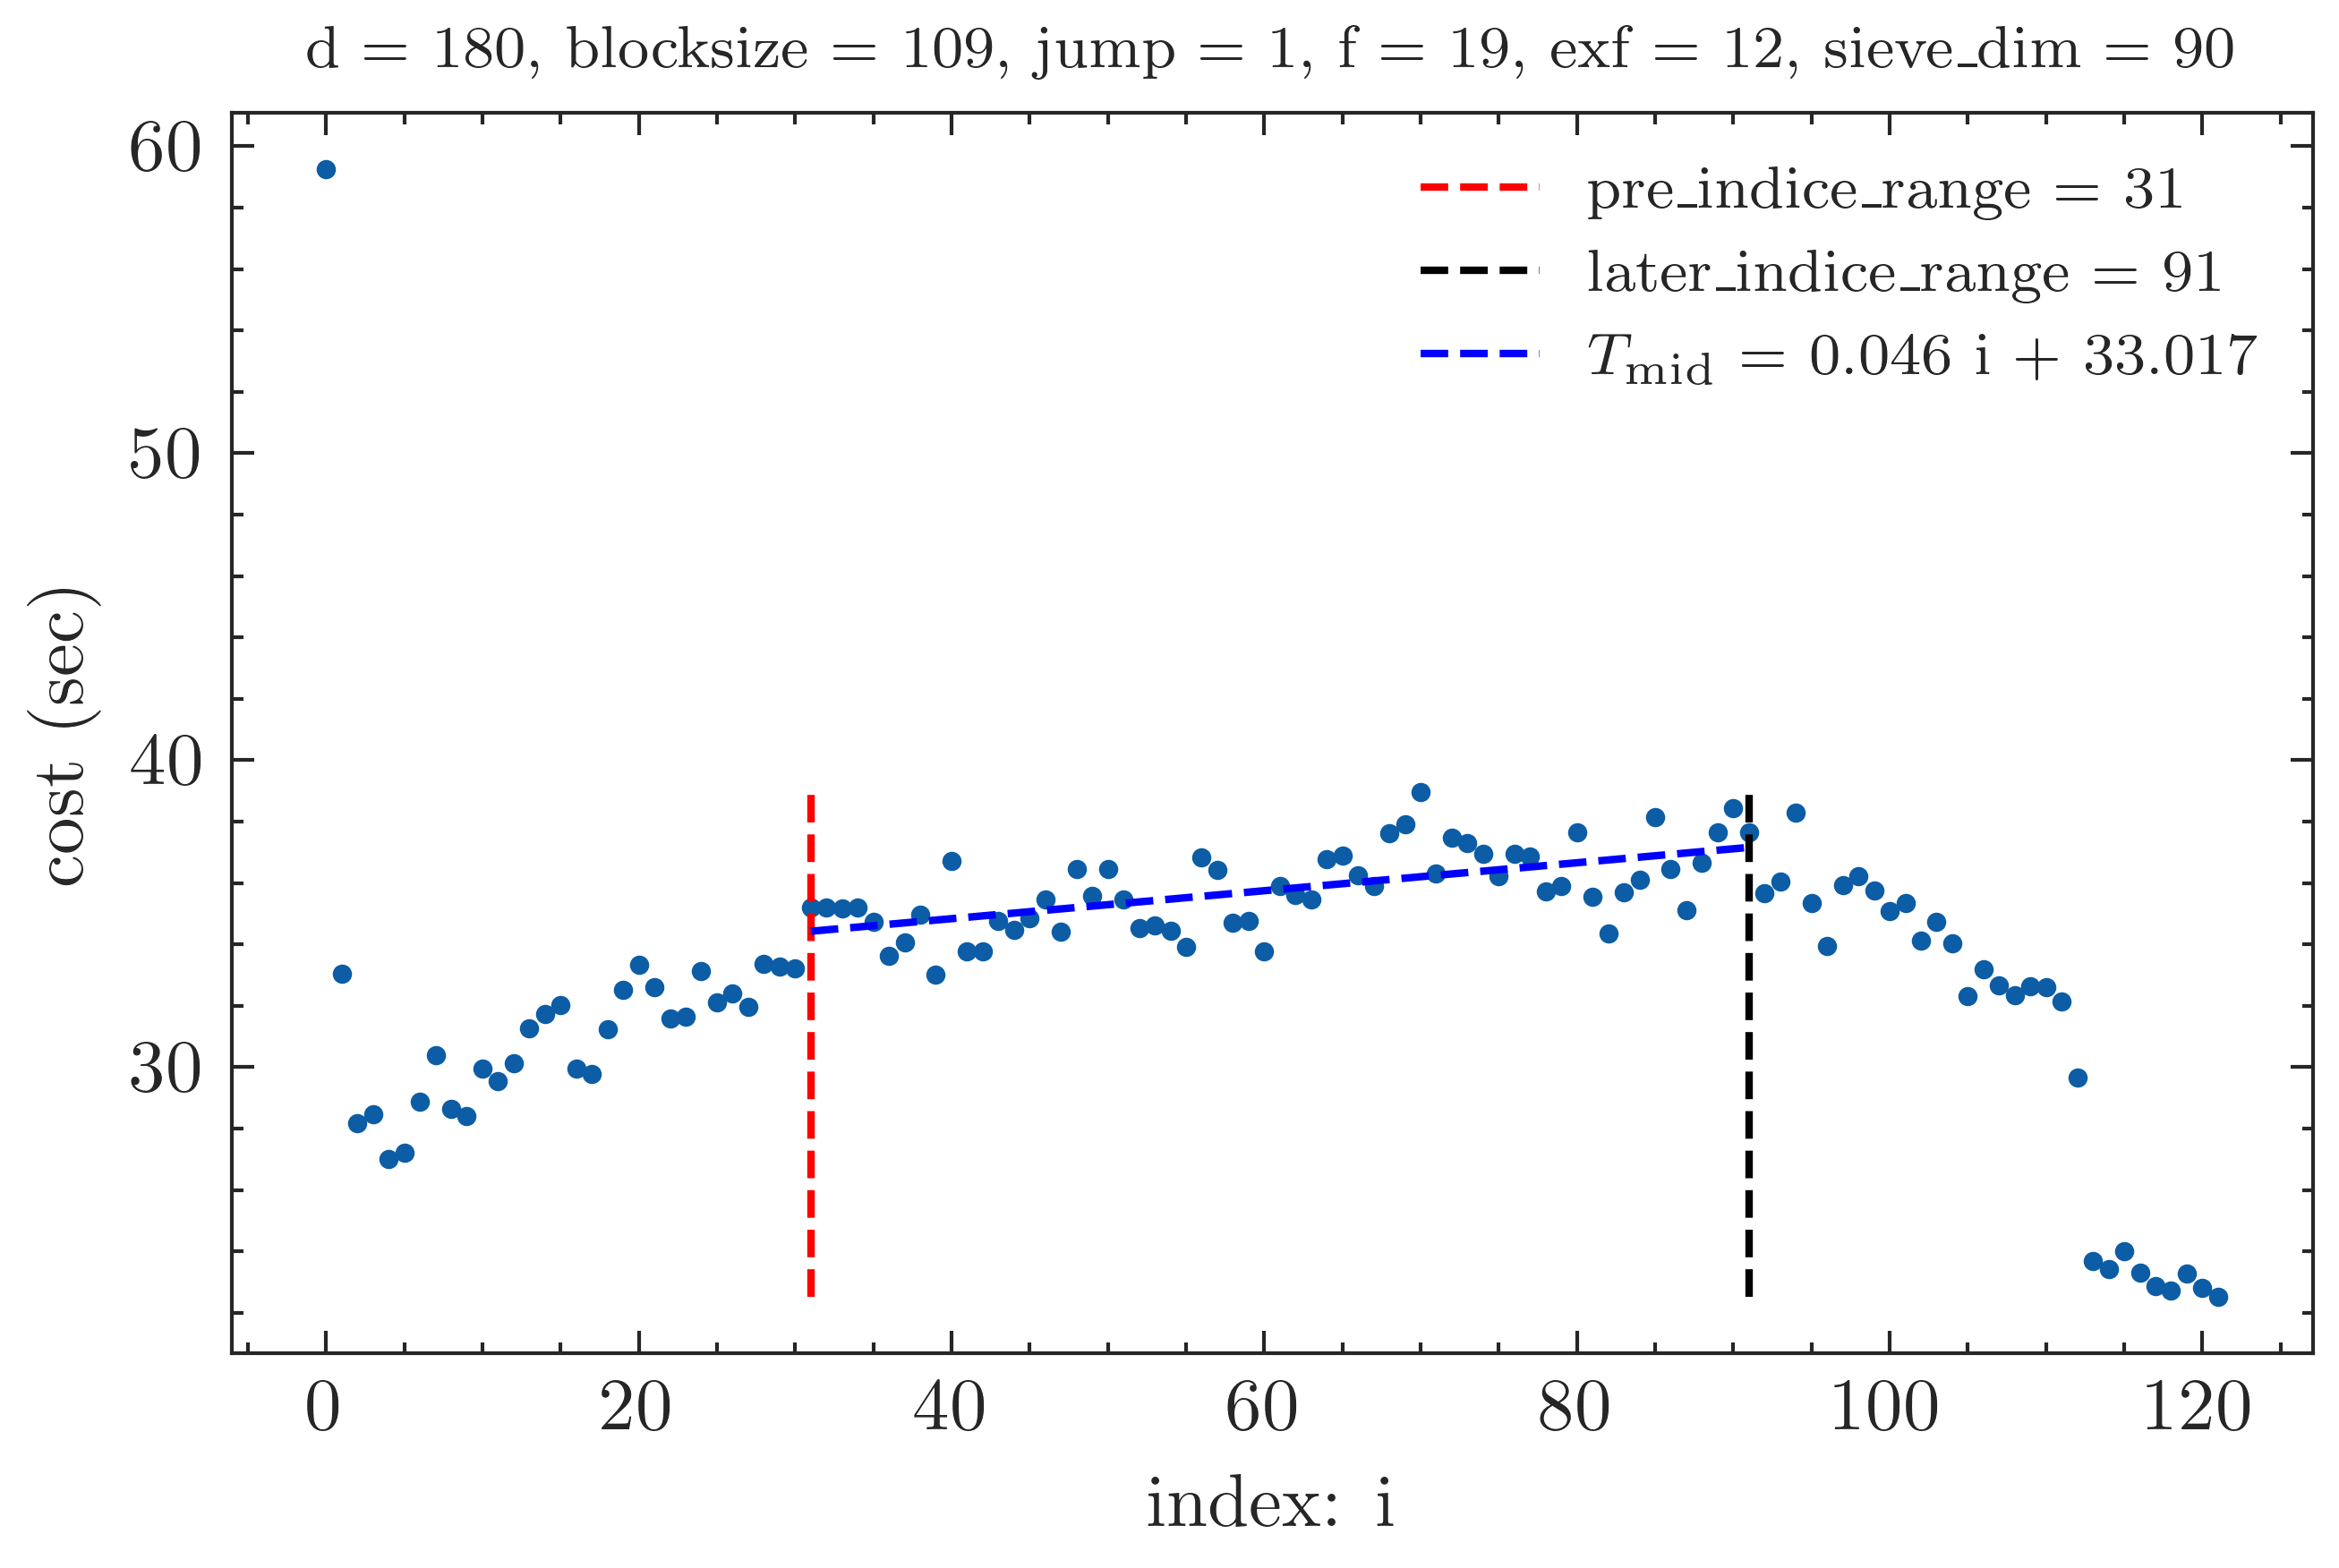 d = 180, blocksize = 109, jump = 1, f = 19, exf = 12, sieve_dim = 90
60
50
40
30
cost (sec)
pre_indice_range = 31
later_indice_range = 91
T_mid = 0.046 i + 33.017
0 20 40 60 80 100 120
index: i